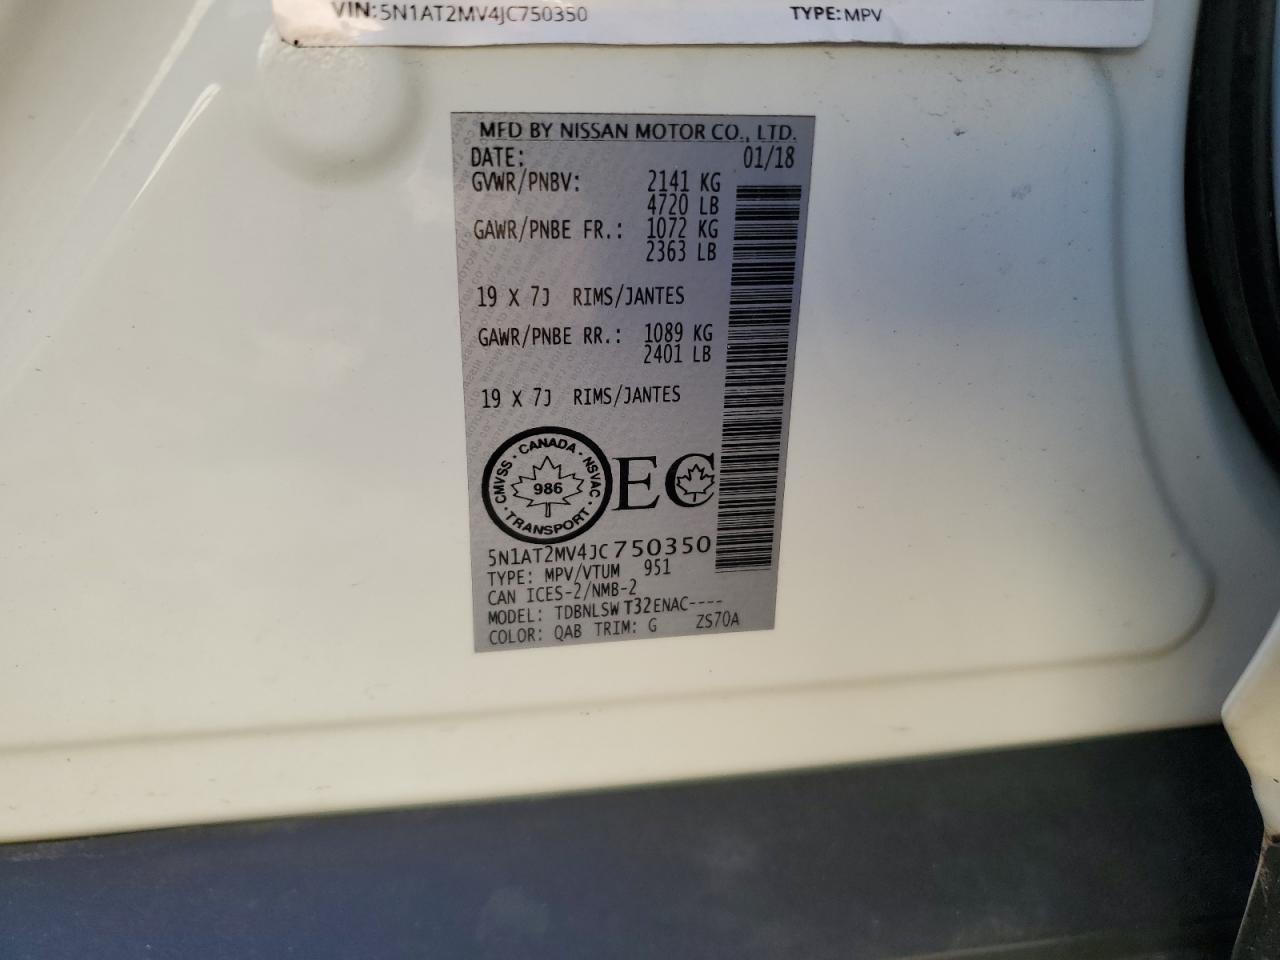 VIN:5N1AT2MV4JC750350 TYPE:MPV
MFD BY NISSAN MOTOR CO., LTD.
DATE: 01/18
GVWR/PNBV: 2141 KG
4720 LB
GAWR/PNBE FR.: 1072 KG
2363 LB
19 X 7J RIMS/JANTES
GAWR/PNBE RR.: 1089 KG
2401 LB
19 X 7J RIMS/JANTES
CMVSS · CANADA · NSVAC · TRANSPORT ·
986
EC
5N1AT2MV4JC750350
TYPE: MPV/VTUM 951
CAN ICES-2/NMB-2
MODEL: TDBNLSW T32ENAC----
COLOR: QAB TRIM: G ZS70A